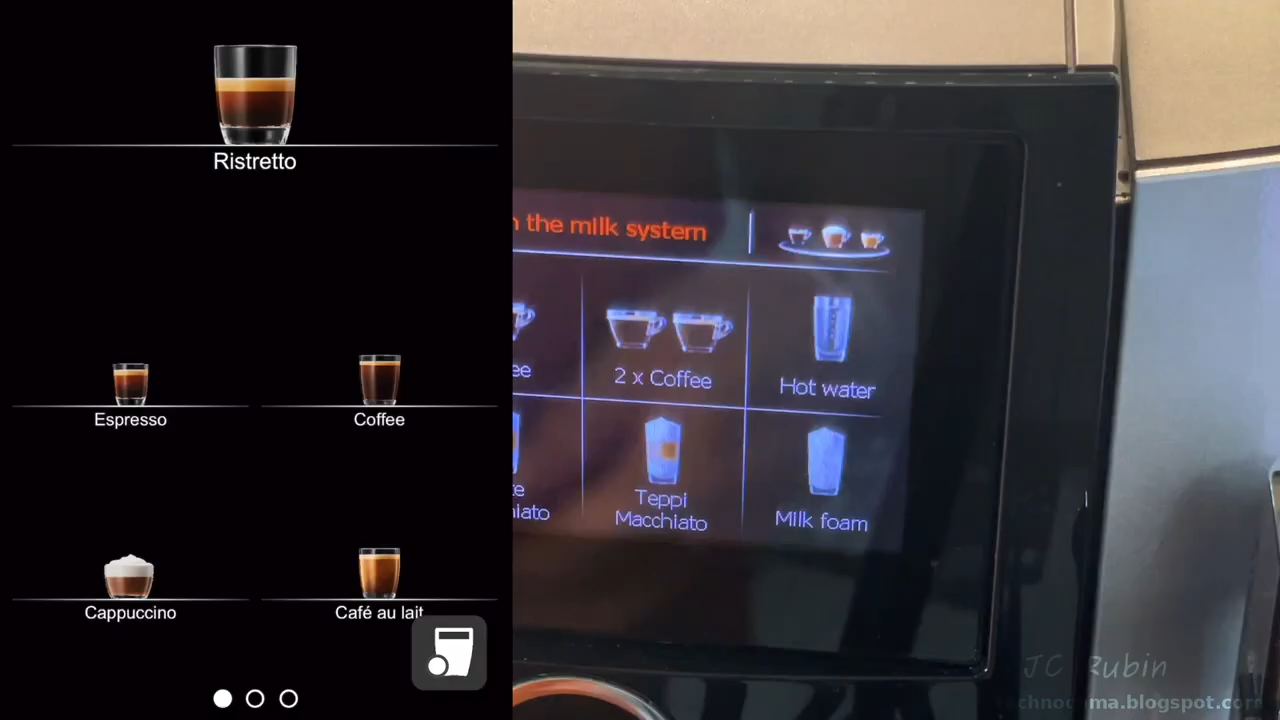 Ristretto
Espresso
Coffee
Cappuccino
Café au lait
the milk system
2 x Coffee
Hot water
Teppi
Macchiato
Milk foam
JC Rubin